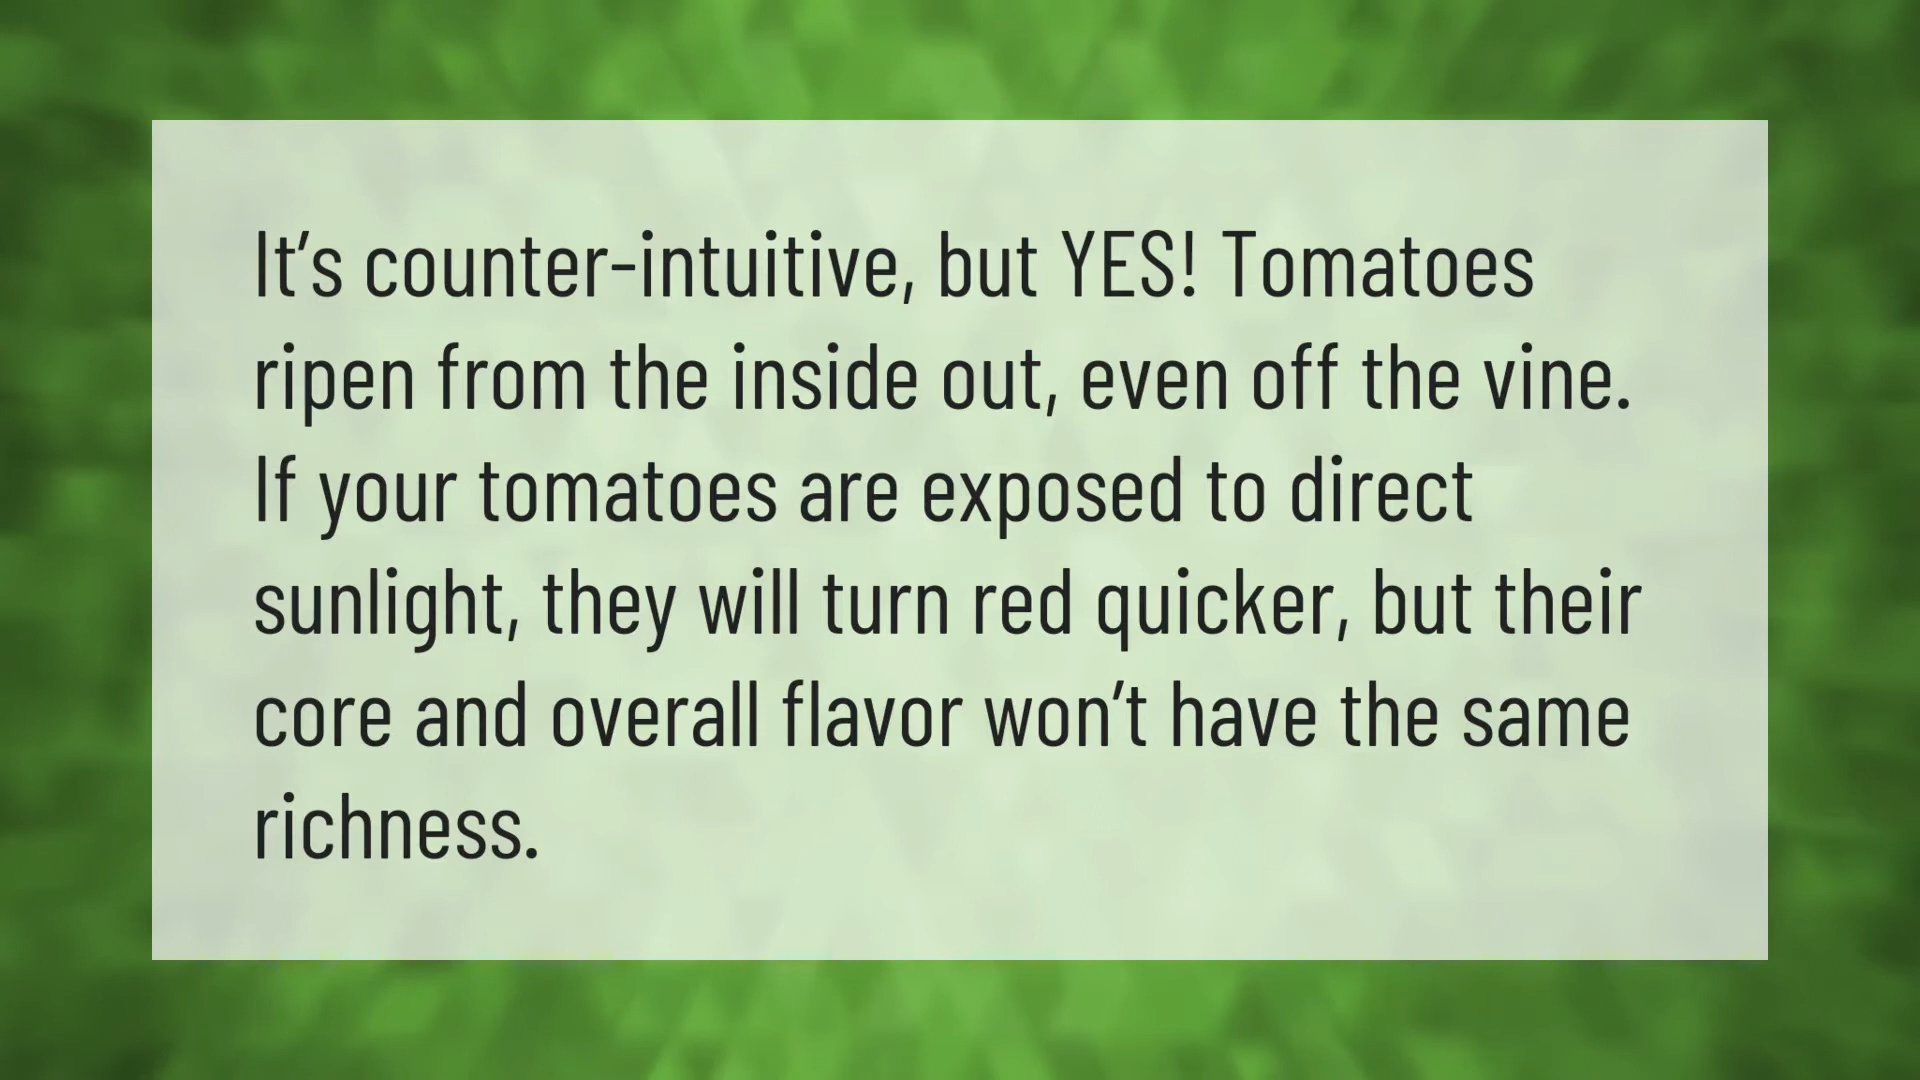 It’s counter-intuitive, but YES! Tomatoes
ripen from the inside out, even off the vine.
If your tomatoes are exposed to direct
sunlight, they will turn red quicker, but their
core and overall flavor won’t have the same
richness.